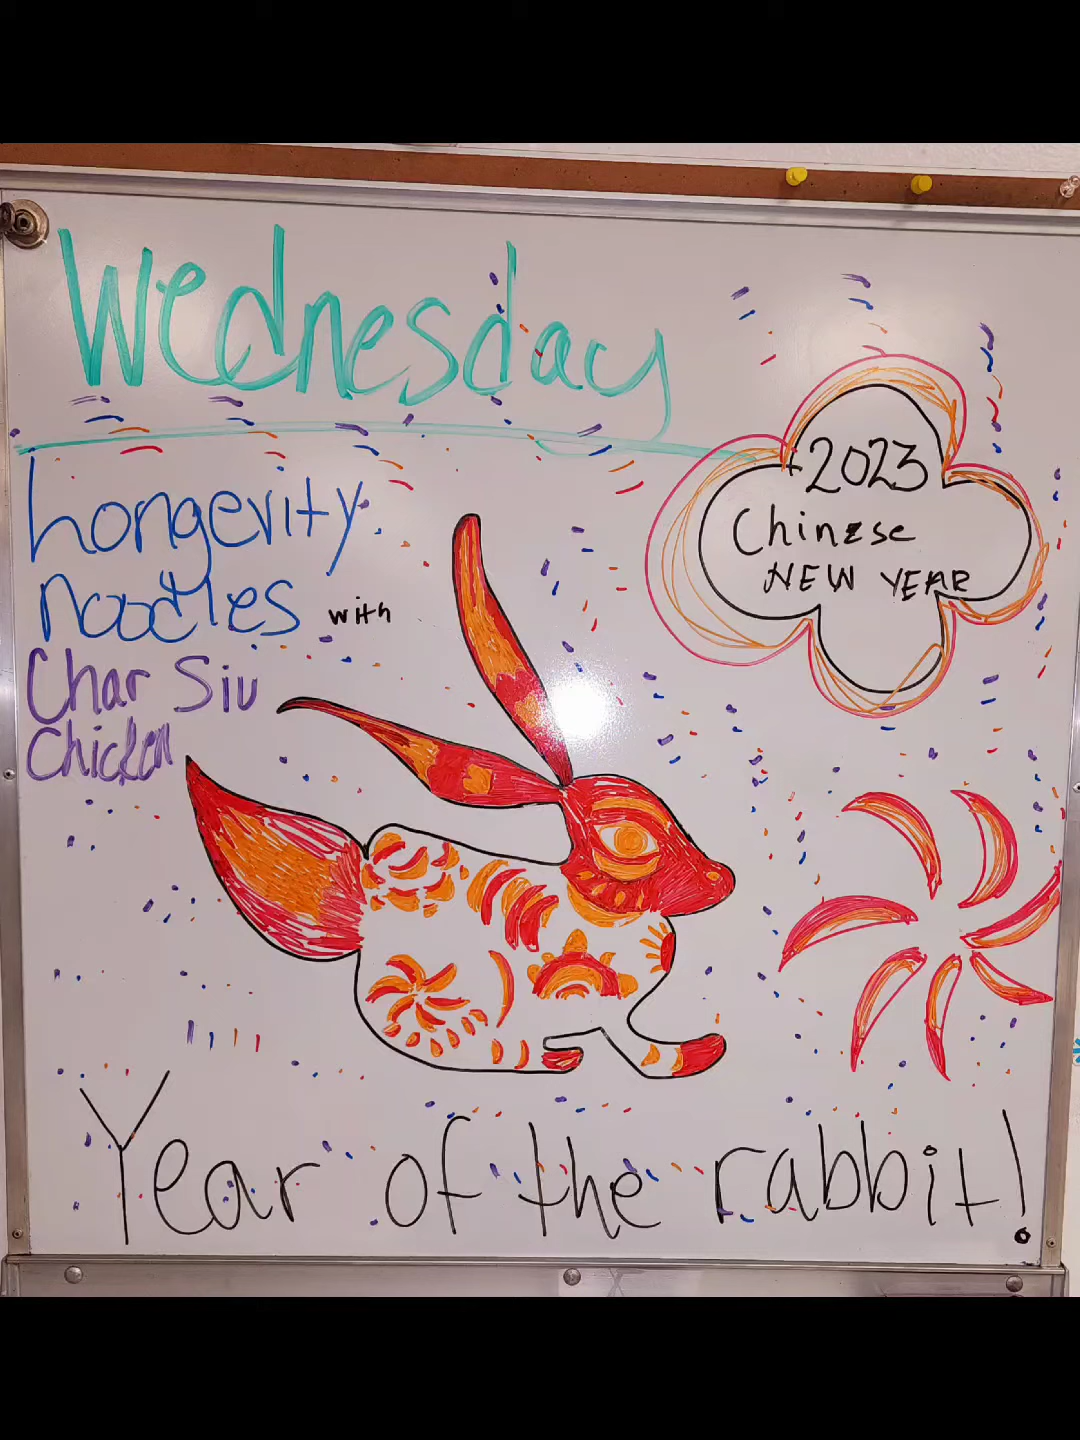 Wednesday
Longevity
Noodles with
Char Siu
Chicken
2023
Chinese
NEW YEAR
Year of the rabbit!